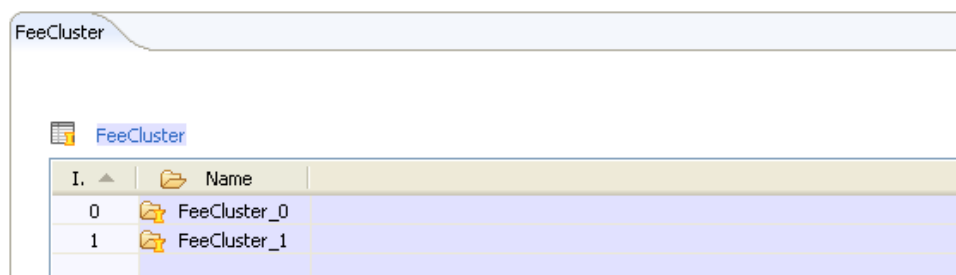 FeeCluster
FeeCluster
I. Name
0 FeeCluster_0
1 FeeCluster_1